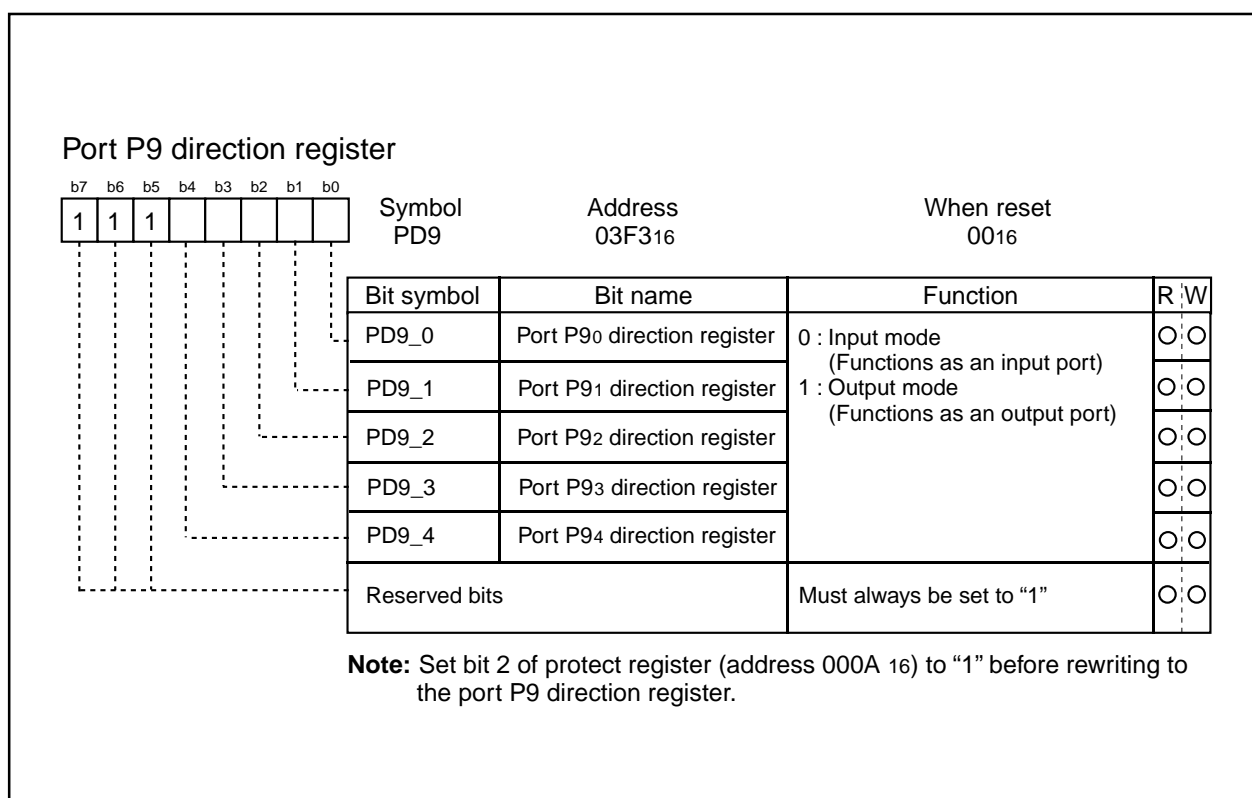 Port P9 direction register
b7 b6 b5 b4 b3 b2 b1 b0
1 1 1
Symbol Address When reset
PD9 03F316 0016
Bit symbol Bit name Function R W
PD9_0 Port P90 direction register 0 : Input mode
(Functions as an input port)
PD9_1 Port P91 direction register 1 : Output mode
(Functions as an output port)
PD9_2 Port P92 direction register
PD9_3 Port P93 direction register
PD9_4 Port P94 direction register
Reserved bits Must always be set to “1”
Note: Set bit 2 of protect register (address 000A 16) to “1” before rewriting to
the port P9 direction register.